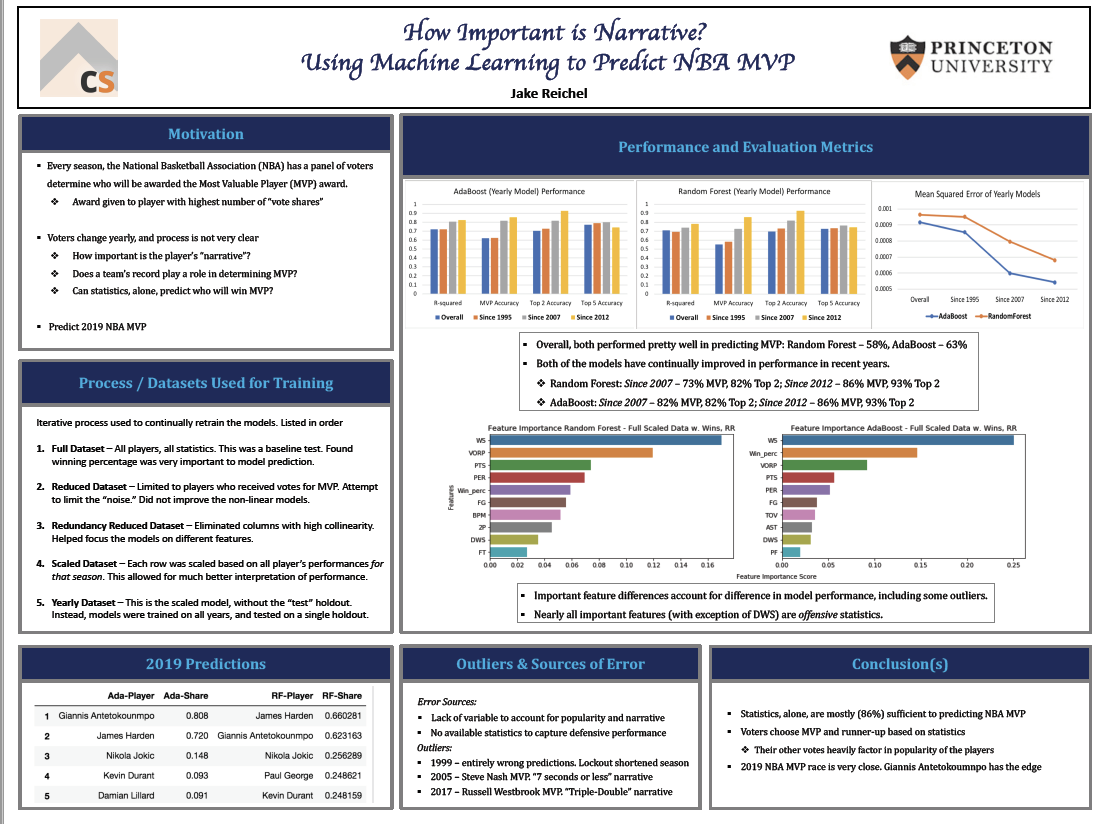 CS
How Important is Narrative?
Using Machine Learning to Predict NBA MVP
Jake Reichel
PRINCETON
UNIVERSITY
Motivation
▪ Every season, the National Basketball Association (NBA) has a panel of voters
determine who will be awarded the Most Valuable Player (MVP) award.
❖ Award given to player with highest number of "vote shares"
▪ Voters change yearly, and process is not very clear
❖ How important is the player's "narrative"?
❖ Does a team's record play a role in determining MVP?
❖ Can statistics, alone, predict who will win MVP?
▪ Predict 2019 NBA MVP
Process / Datasets Used for Training
Iterative process used to continually retrain the models. Listed in order
1. Full Dataset – All players, all statistics. This was a baseline test. Found
winning percentage was very important to model prediction.
2. Reduced Dataset – Limited to players who received votes for MVP. Attempt
to limit the "noise." Did not improve the non-linear models.
3. Redundancy Reduced Dataset – Eliminated columns with high collinearity.
Helped focus the models on different features.
4. Scaled Dataset – Each row was scaled based on all player's performances for
that season. This allowed for much better interpretation of performance.
5. Yearly Dataset – This is the scaled model, without the "test" holdout.
Instead, models were trained on all years, and tested on a single holdout.
Performance and Evaluation Metrics
AdaBoost (Yearly Model) Performance
1
0.9
0.8
0.7
0.6
0.5
0.4
0.3
0.2
0.1
0
R-squared MVP Accuracy Top 2 Accuracy Top 5 Accuracy
Overall Since 1995 Since 2007 Since 2012
Random Forest (Yearly Model) Performance
1
0.9
0.8
0.7
0.6
0.5
0.4
0.3
0.2
0.1
0
R-squared MVP Accuracy Top 2 Accuracy Top 5 Accuracy
Overall Since 1995 Since 2007 Since 2012
Mean Squared Error of Yearly Models
0.001
0.0009
0.0008
0.0007
0.0006
0.0005
Overall Since 1995 Since 2007 Since 2012
AdaBoost RandomForest
▪ Overall, both performed pretty well in predicting MVP: Random Forest – 58%, AdaBoost – 63%
▪ Both of the models have continually improved in performance in recent years.
❖ Random Forest: Since 2007 – 73% MVP, 82% Top 2; Since 2012 – 86% MVP, 93% Top 2
❖ AdaBoost: Since 2007 – 82% MVP, 82% Top 2; Since 2012 – 86% MVP, 93% Top 2
Feature Importance Random Forest - Full Scaled Data w. Wins, RR
Features
WS
VORP
PTS
PER
Win_perc
FG
BPM
2P
DWS
FT
0.00 0.02 0.04 0.06 0.08 0.10 0.12 0.14 0.16
Feature Importance AdaBoost - Full Scaled Data w. Wins, RR
WS
Win_perc
VORP
PTS
PER
FG
TOV
AST
DWS
PF
0.00 0.05 0.10 0.15 0.20 0.25
Feature Importance Score
▪ Important feature differences account for difference in model performance, including some outliers.
▪ Nearly all important features (with exception of DWS) are offensive statistics.
2019 Predictions
Ada-Player Ada-Share RF-Player RF-Share
1 Giannis Antetokounmpo 0.808 James Harden 0.660281
2 James Harden 0.720 Giannis Antetokounmpo 0.623163
3 Nikola Jokic 0.148 Nikola Jokic 0.256289
4 Kevin Durant 0.093 Paul George 0.248621
5 Damian Lillard 0.091 Kevin Durant 0.248159
Outliers & Sources of Error
Error Sources:
▪ Lack of variable to account for popularity and narrative
▪ No available statistics to capture defensive performance
Outliers:
▪ 1999 – entirely wrong predictions. Lockout shortened season
▪ 2005 – Steve Nash MVP. "7 seconds or less" narrative
▪ 2017 – Russell Westbrook MVP. "Triple-Double" narrative
Conclusion(s)
▪ Statistics, alone, are mostly (86%) sufficient to predicting NBA MVP
▪ Voters choose MVP and runner-up based on statistics
❖ Their other votes heavily factor in popularity of the players
▪ 2019 NBA MVP race is very close. Giannis Antetokoumnpo has the edge